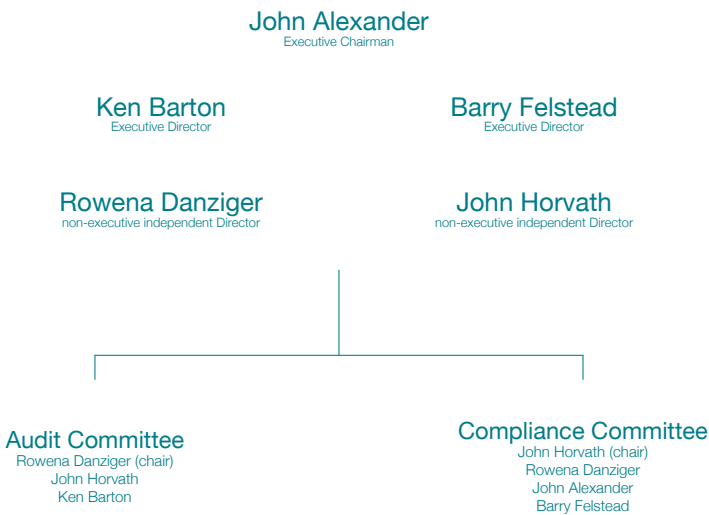 John Alexander
Executive Chairman
Ken Barton
Executive Director
Barry Felstead
Executive Director
Rowena Danziger
non-executive independent Director
John Horvath
non-executive independent Director
Audit Committee
Rowena Danziger (chair)
John Horvath
Ken Barton
Compliance Committee
John Horvath (chair)
Rowena Danziger
John Alexander
Barry Felstead